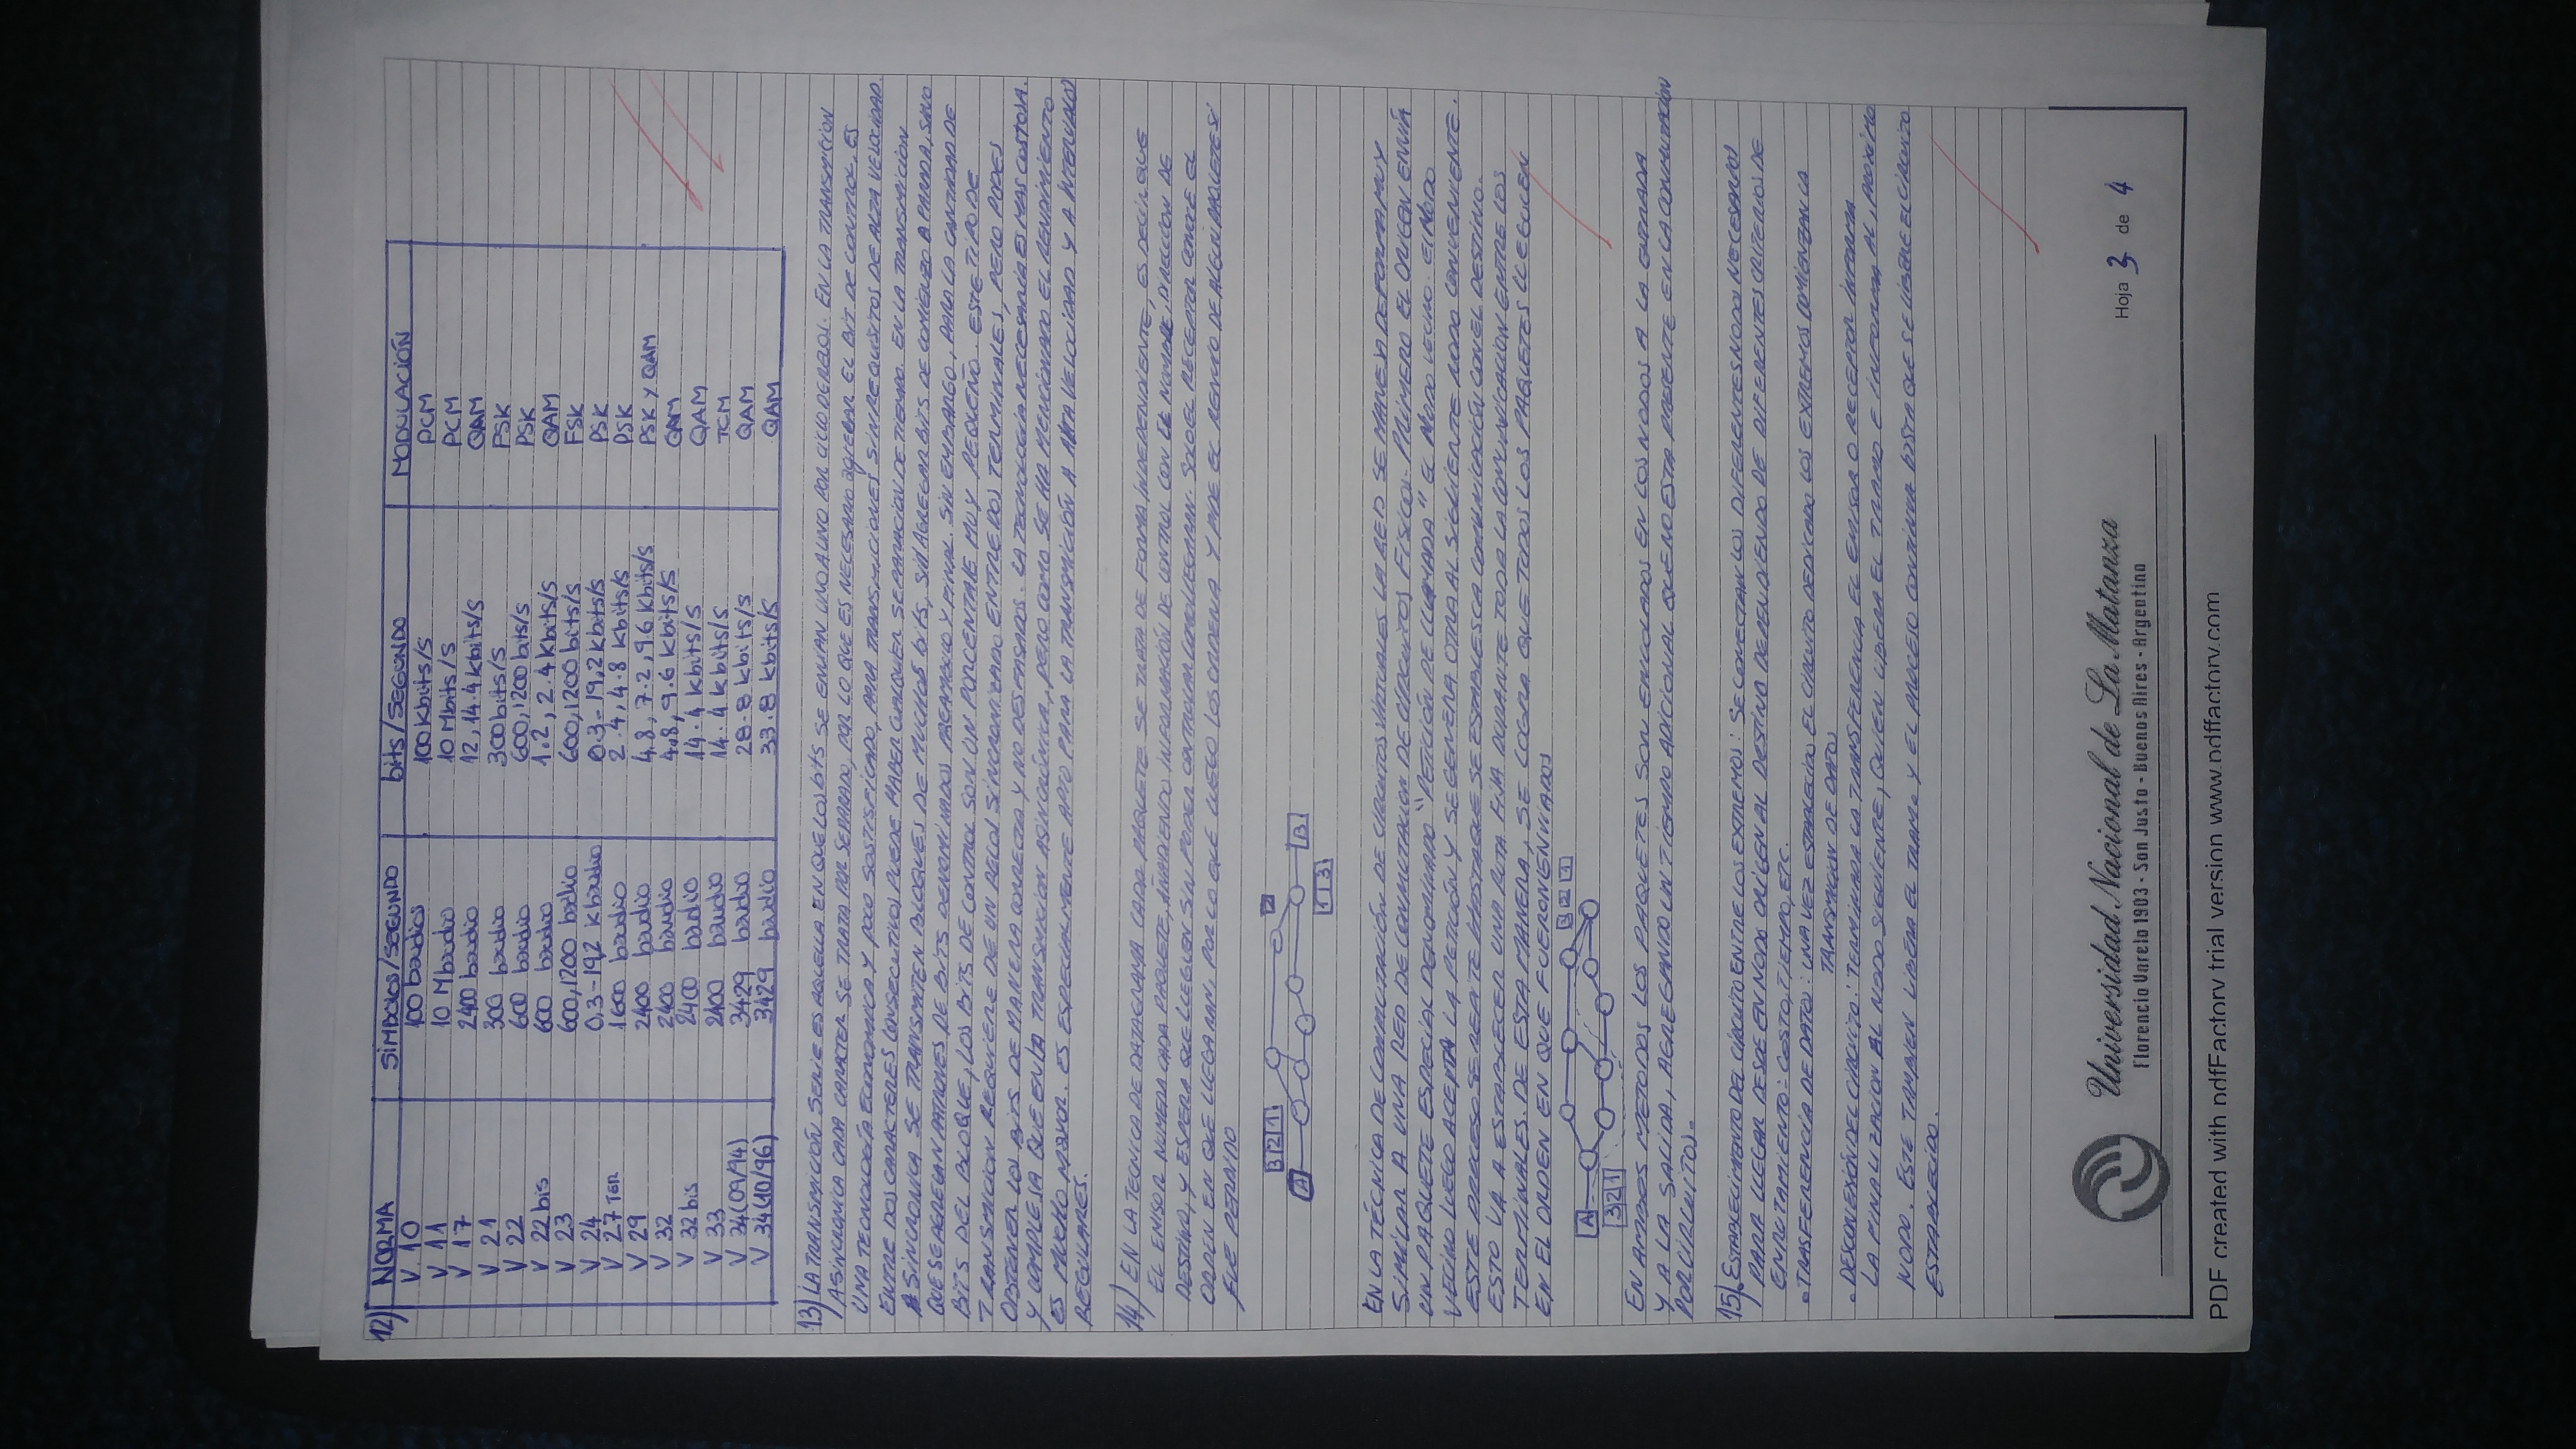 12) NORMA SÍMBOLOS/SEGUNDO bits/SEGUNDO MODULACIÓN
V. 10 100 baudios 100 kbits/s PCM
V 11 10 Mbaudio 10 Mbits/s PCM
V 17 2400 baudio 12, 14.4 kbits/s QAM
V 21 300 baudio 300 bits/s FSK
V 22 600 baudio 600, 1200 bits/s PSK
V 22 bis 600 baudio 1.2, 2.4 kbits/s QAM
V 23 600, 1200 badio 600, 1200 bits/s FSK
V 24 0,3-19,2 kbaudio 0.3-19,2 kbits/s PSK
V 27 TER 1600 baudio 2.4, 4.8 kbits/s PSK
V 29 2400 baudio 4.8, 7.2, 9.6 Kbits/s PSK Y QAM
V 32 2400 baudio 4.8, 9.6 kbits/s QAM
V 32 bis 2400 baudio 14.4 kbits/s QAM
V 33 2400 baudio 14.4 kbits/s TCM
V 34(09/94) 3429 baudio 28.8 kbits/s QAM
V 34(10/96) 3429 baudio 33.8 kbits/s QAM
13) LA TRANSMICIÓN SERIE ES AQUELLA EN QUE LOS bits SE ENVIAN UNO A UNO POR CICLO DE RELOJ. EN LA TRANSMICION
ASINCRONICA CADA CARACTER SE TRATA POR SEPARADO, POR LO QUE ES NECESARIO agregar EL BIT DE CONTROL. ES
UNA TECNOLOGÍA ECONOMICA Y POCO SOSTISFICADO, PARA TRANSMICIONES SIN REQUISITOS DE ALTA VELOCIDAD.
ENTRE DOS CARACTERES CONSECUTIVOS PUEDE HABER CUALQUIER SEPARACION DE TIEMPO. EN LA TRANSMICION
SINCRONICA SE TRANSMITEN BLOQUES DE MUCHOS bits, SIN AGREGAR BITS DE COMIENZO O PARADA, SINO
QUE SE AGREGAN PATRONES DE BITS DENOMINADOS PREAMBULO Y FINAL. SIN EMBARGO, PARA LA CANTIDAD DE
BITS DEL BLOQUE, LOS BITS DE CONTROL SON UN PORCENTAJE MUY PEQUEÑO. ESTE TIPO DE
TRANSMICION REQUIERE DE UN RELOJ SINCRONIZADO ENTRE DOS TERMINALES, PERO PODES
OBTENER LOS BITS DE MANERA CORRECTA Y NO DESFASADOS. LA TECNOLOGÍA NECESARIA ES MAS COSTOSA.
Y COMPLEJA QUE EN LA TRANSMICION ASINCRÓNICA, PERO COMO SE HA MENCIONADO EL RENDIMIENTO
ES MUCHO MAYOR. ES ESPECIALMENTE APTO PARA LA TRANSMICIÓN A ALTA VELOCIDAD Y A INTERVALOS
REGULARES.
14) EN LA TECNICA DE DATAGRAMA CADA PAQUETE SE TRATA DE FORMA INDEPENDIENTE, ES DECIR QUE
EL EMISOR NUMERA CADA PAQUETE, AÑADIENDO INFORMACIÓN DE CONTROL CON EL NOMBRE, DIRECCION DE
DESTINO, Y ESPERA QUE LLEGUEN SIN PODER CONTROLAR COMO LLEGARAN. SOLO EL RECEPTOR CONOCE EL
ORDEN EN QUE LLEGARAN, POR LO QUE LUEGO LOS ORDENA Y PIDE EL REENVIO DE ALGUN PAQUETE SI
FUE PERDIDO
3 2 1 2
A B
1 3
EN LA TÉCNICA DE CONMUTACIÓN DE CIRCUITOS VIRTUALES LA RED SE MANEJA DE FORMA MUY
SIMILAR A UNA RED DE CONMUTACION DE CÍRCUITOS FÍSICOS. PRIMERO EL ORIGEN ENVÍA
UN PAQUETE ESPECIAL DENOMINADO "PETICIÓN DE LLAMADA" EL NODO VECINO. El NODO
VECINO LUEGO ACEPTA LA PETICIÓN Y SE GENERA OTRA AL SIGUIENTE NODO CONVENIENTE.
ESTE PROCESO SE REPITE HASTA QUE SE ESTABLESCA COMUNICACIÓN CON EL DESTINO.
ESTO VA A ESTABLECER UNA RUTA FIJA DURANTE TODA LA COMUNICACION ENTRE LOS
TERMINALES. DE ESTA MANERA, SE LOGRA QUE TODOS LOS PAQUETES LLEGUEN
EN EL ORDEN EN QUE FUERON ENVIADOS
3 2 1
A
3 2 1
EN AMBOS METODOS LOS PAQUETES SON ENCOLADOS EN LOS NODOS A LA ENTRADA
Y A LA SALIDA, AGREGANDO UN TIEMPO ADICIONAL QUE NO ESTA PRESENTE EN LA CONMUTACION
POR CIRCUITOS.
15). ESTABLECIMIENTO DEL CÍRCUITO ENTRE LOS EXTREMOS: SE CONECTAN LOS DIFERENTES NODOS NECESARIOS
PARA LLEGAR DESDE EN NODO ORIGEN AL DESTINO DEPENDIENDO DE DIFERENTES CRITERIOS DE
ENRUTAMIENTO: COSTO, TIEMPO, ETC.
• TRASFERENCIA DE DATOS: UNA VEZ ESTABLECIDO EL CIRCUITO DEDICADO LOS EXTREMOS COMIENZAN LA
TRANSMICION DE DATOS
• DESCONEXIÓN DEL CIRCUITO: TERMINADA LA TRANSFERENCIA EL EMISOR O RECEPTOR INFORMA
LA FINALIZACION AL NODO SIGUIENTE, QUIEN LIBERA EL TRAMO E INFORMA AL, PROXIMO
NODO. ESTE TAMBIEN LIBERA EL TRAMO Y EL PROCESO CONTINUA HASTA QUE SE LIBERE EL CIRCUITO
ESTABLECIDO.
Universidad Nacional de La Matanza
Florencio Varela 1903 - San Justo - Buenos Aires - Argentina
Hoja 3 de 4
PDF created with pdfFactory trial version www.pdffactory.com